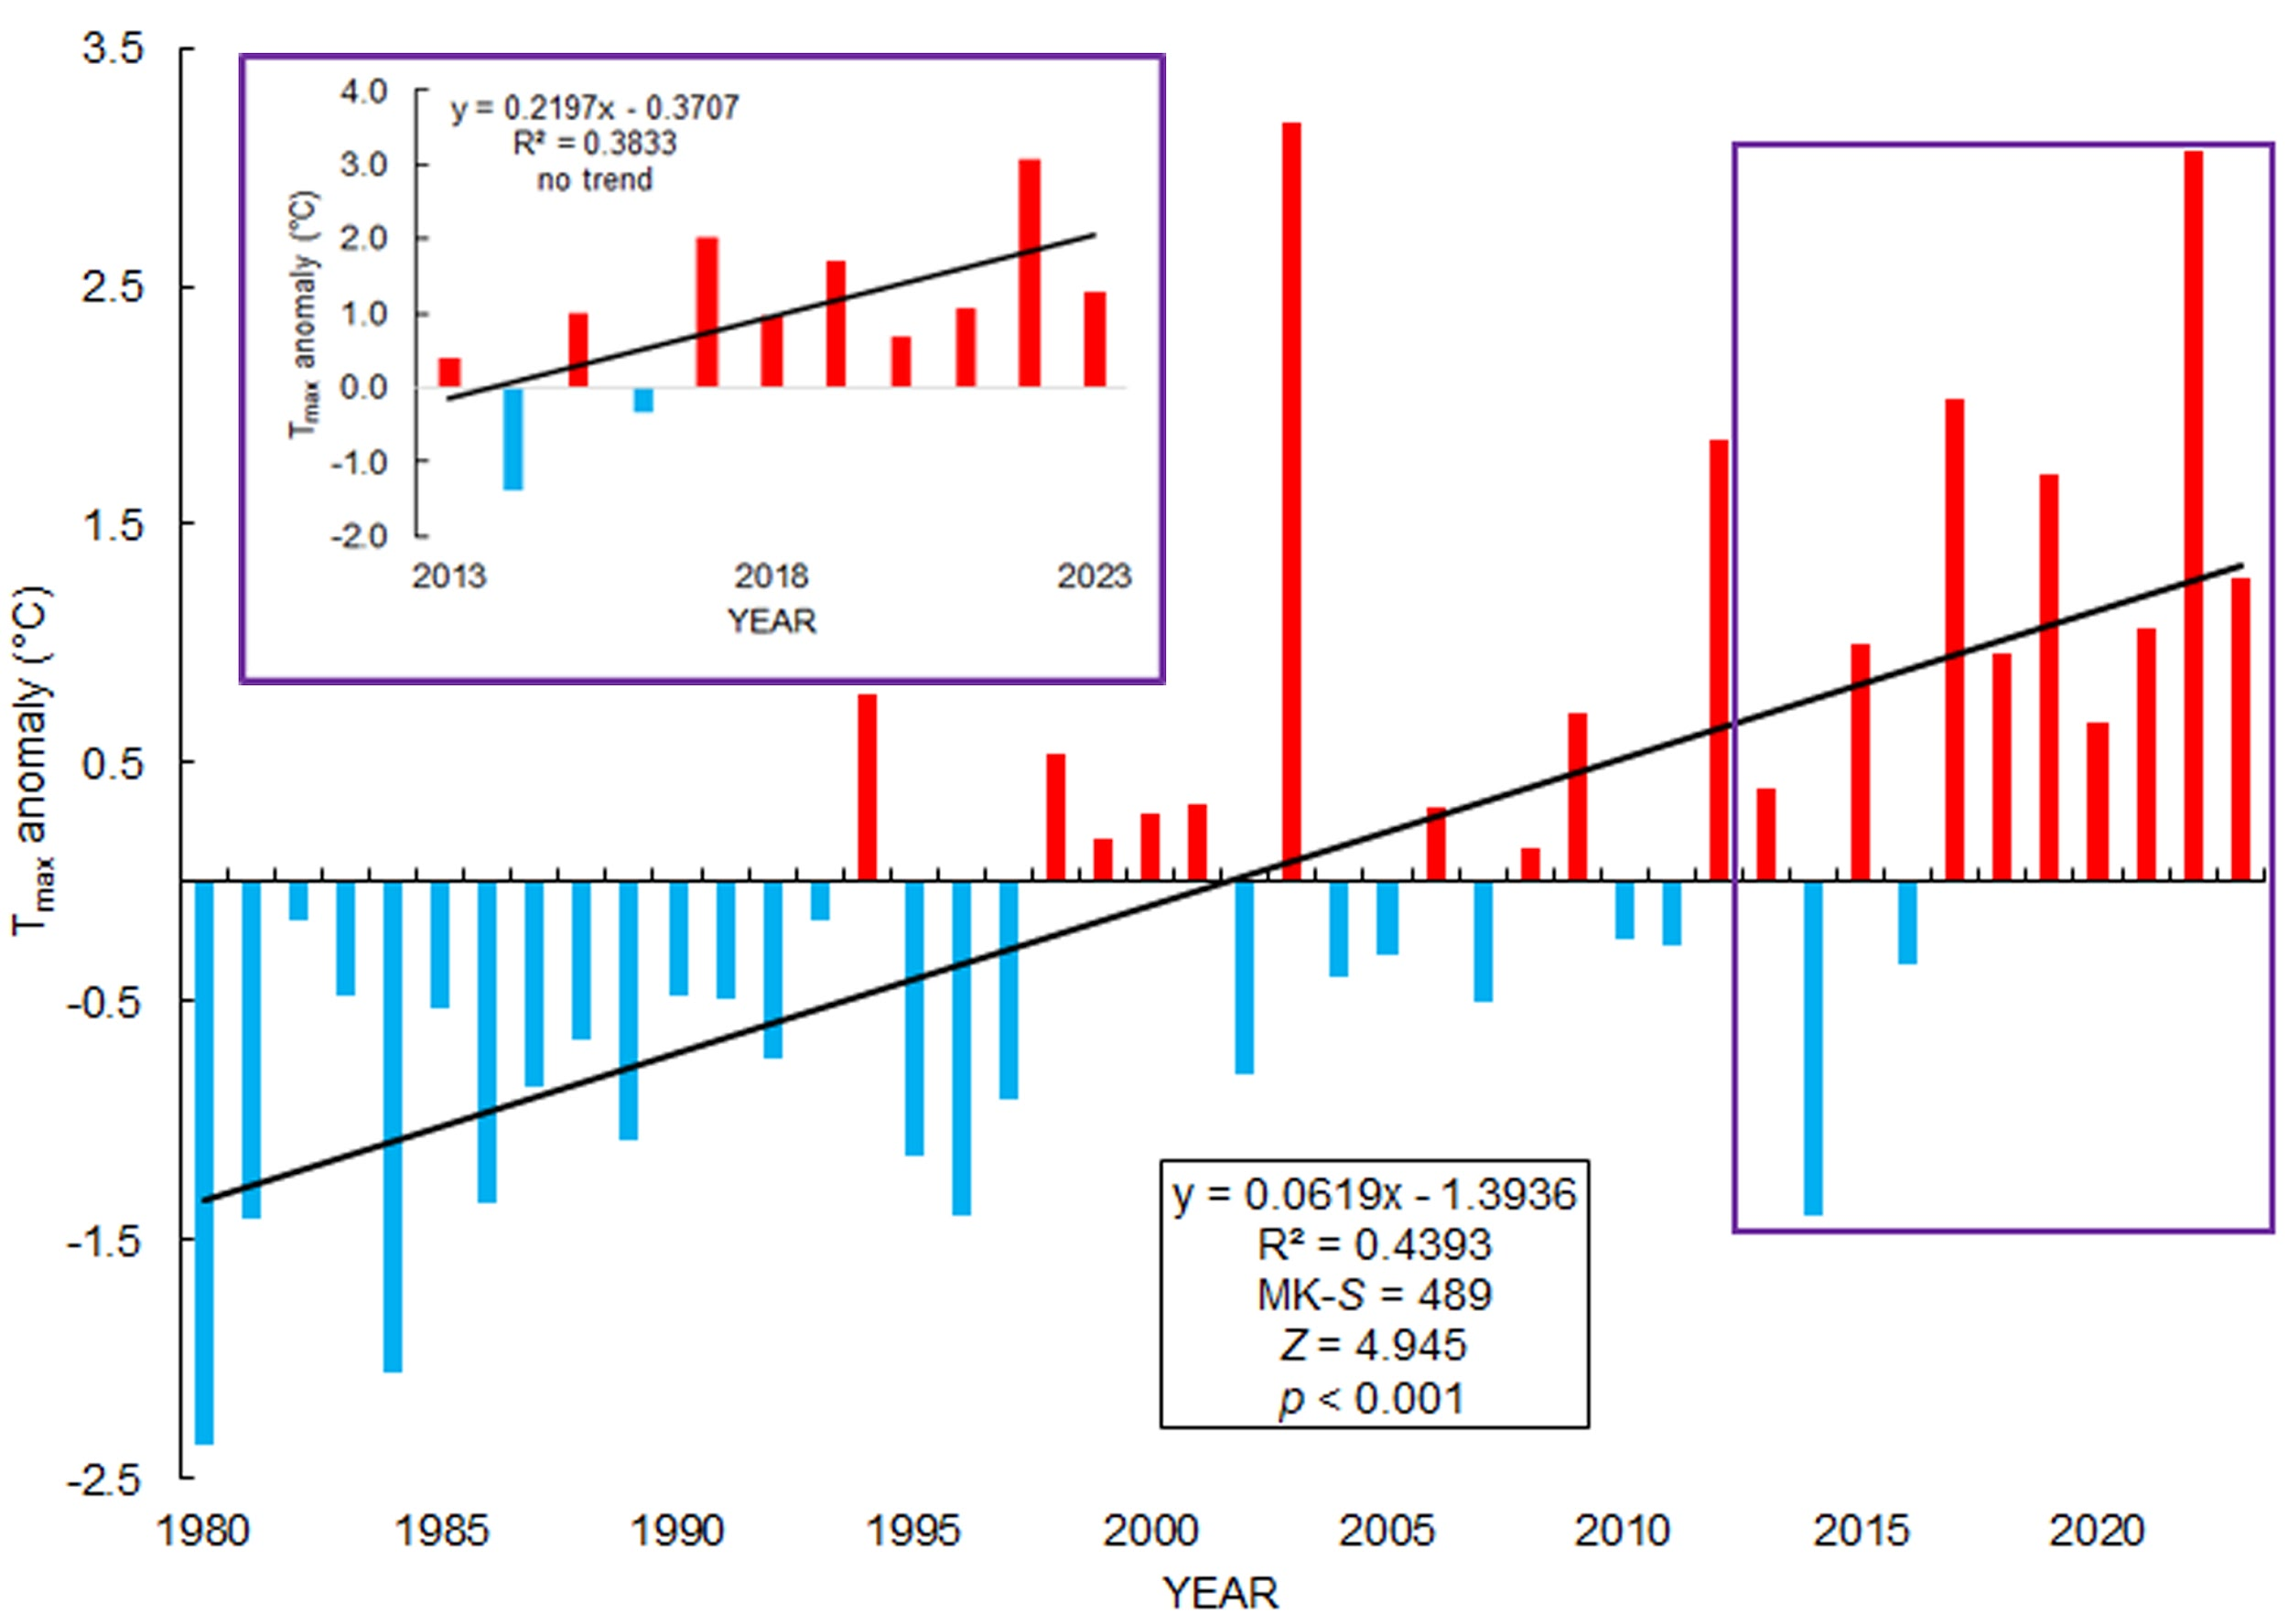 3.5
2.5
1.5
0.5
-0.5
-1.5
-2.5
Tmax anomaly (°C)
4.0
3.0
2.0
1.0
0.0
-1.0
-2.0
Tmax anomaly (°C)
y = 0.2197x - 0.3707
R² = 0.3833
no trend
2013 2018 2023
YEAR
y = 0.0619x - 1.3936
R² = 0.4393
MK-S = 489
Z = 4.945
p < 0.001
1980 1985 1990 1995 2000 2005 2010 2015 2020
YEAR